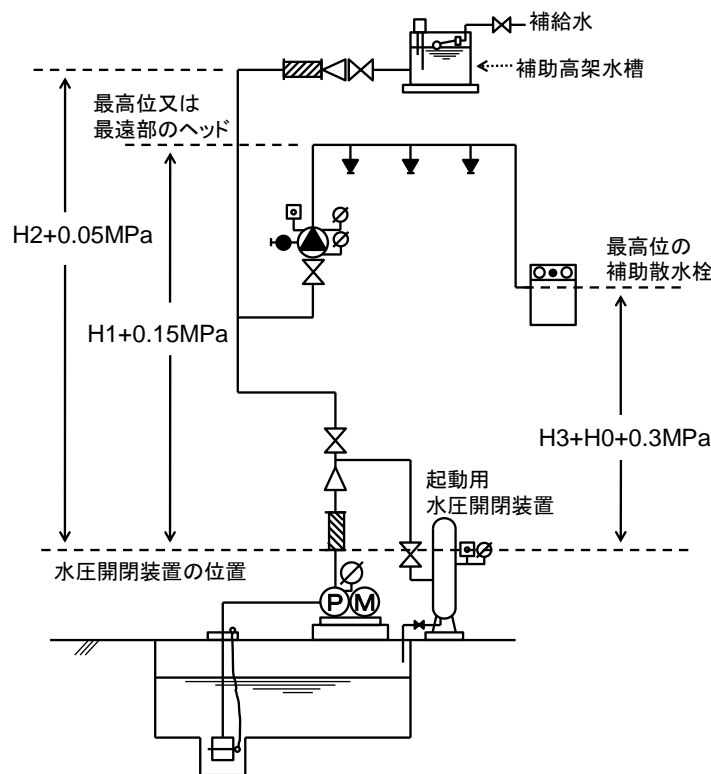 補給水
補助高架水槽
最高位又は
最遠部のヘッド
H2+0.05MPa
最高位の
補助散水栓
H1+0.15MPa
H3+H0+0.3MPa
起動用
水圧開閉装置
水圧開閉装置の位置
P M